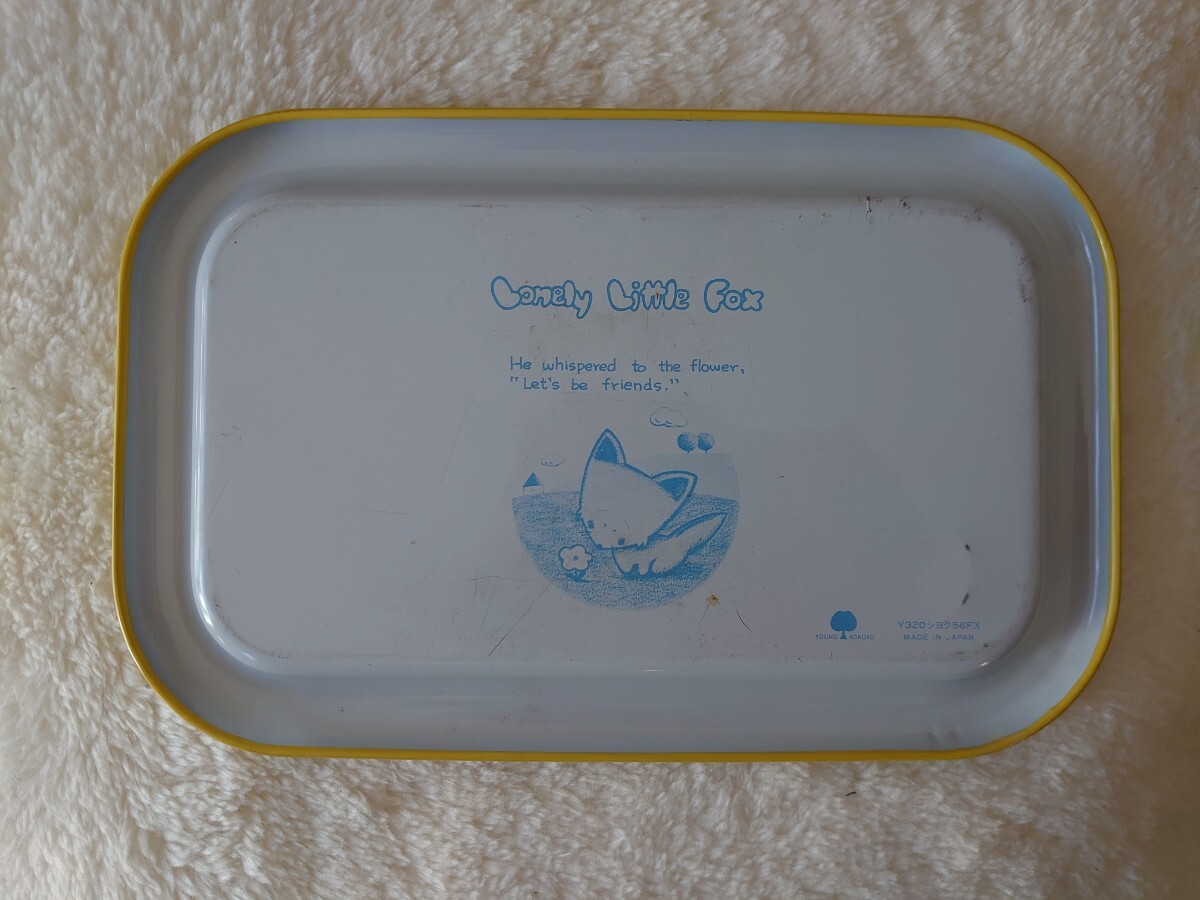 Lonely Little Fox
He whispered to the flower,
"Let's be friends."
YOUNG KOKUYO
Y320ショク56FX
MADE IN JAPAN